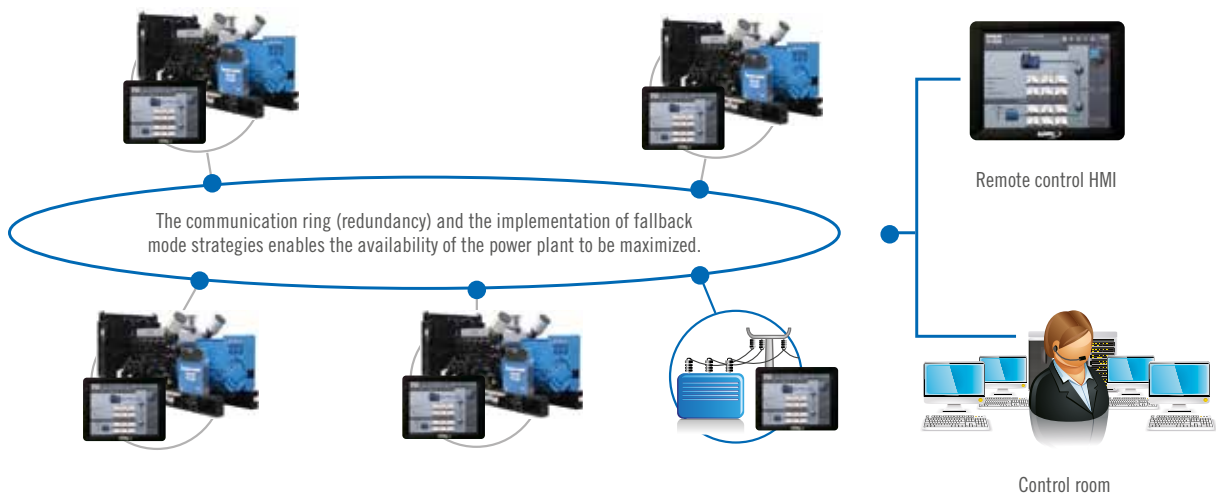 The communication ring (redundancy) and the implementation of fallback
mode strategies enables the availability of the power plant to be maximized.
Remote control HMI
Control room